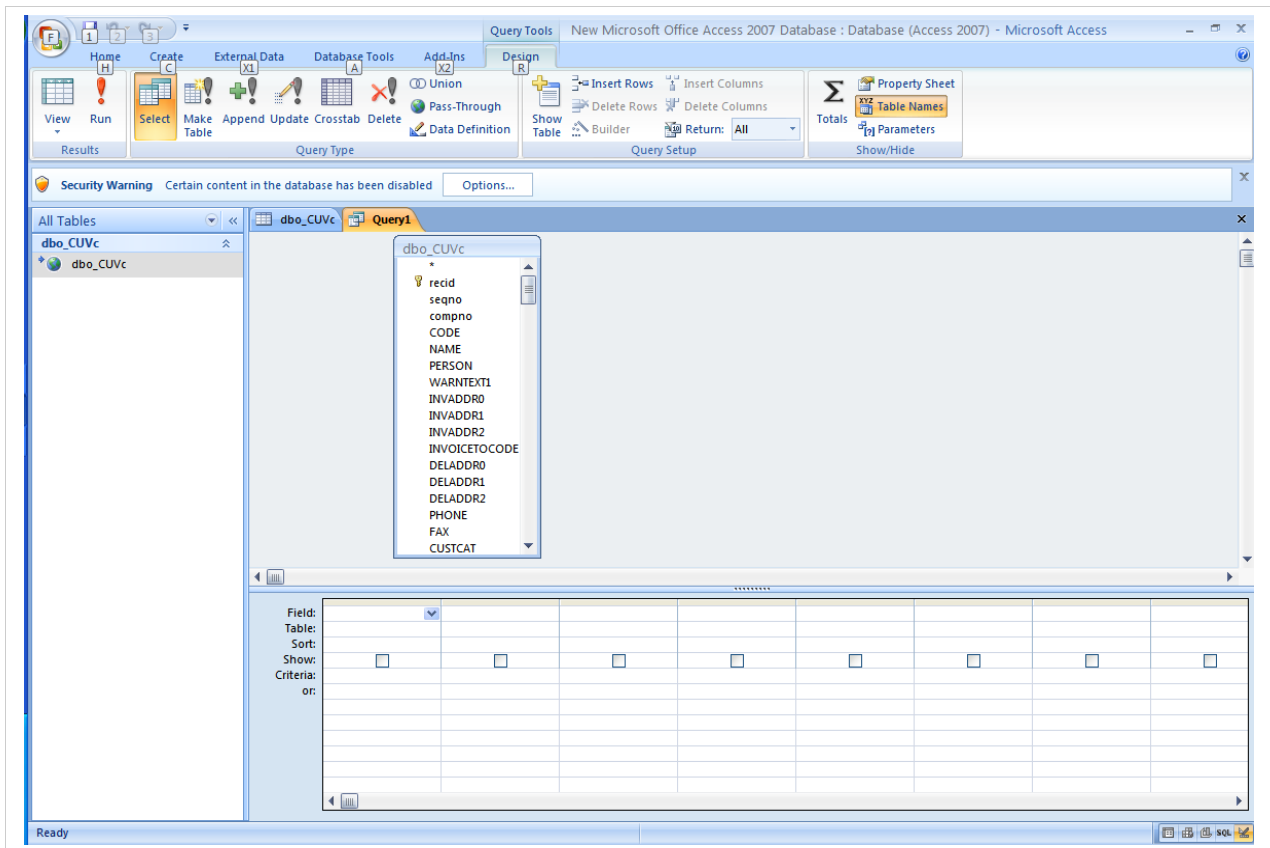 Query Tools New Microsoft Office Access 2007 Database : Database (Access 2007) - Microsoft Access
F 1 2 3
Home Create External Data Database Tools Add-Ins Design
H C X1 A X2 R
View Run Select Make Table Append Update Crosstab Delete
Union
Pass-Through
Data Definition
Show Table
Insert Rows Insert Columns
Delete Rows Delete Columns
Builder Return: All
Totals
Property Sheet
XYZ Table Names
[?] Parameters
Results Query Type Query Setup Show/Hide
Security Warning Certain content in the database has been disabled Options...
All Tables
dbo_CUVc
dbo_CUVc
dbo_CUVc Query1
dbo_CUVc
*
recid
seqno
compno
CODE
NAME
PERSON
WARNTEXT1
INVADDR0
INVADDR1
INVADDR2
INVOICETOCODE
DELADDR0
DELADDR1
DELADDR2
PHONE
FAX
CUSTCAT
Field:
Table:
Sort:
Show:
Criteria:
or:
Ready SQL